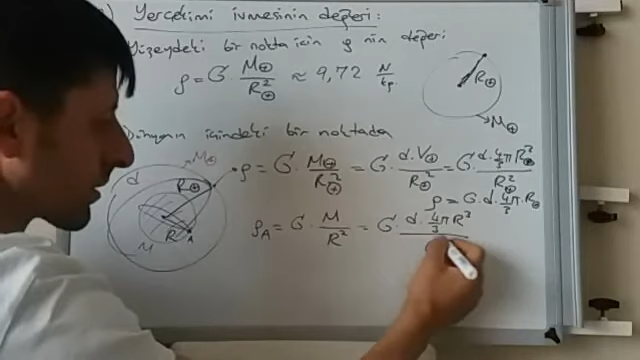 Yerçekimi ivmesinin değeri:
Yüzeydeki bir nokta için g nin değeri
g = G · M⊕/R⊕² ≈ 9,72 N/kg
R⊕
M⊕
Dünyanın içindeki bir noktada
M⊕
d
R⊕
g = G · M⊕/R⊕² = G · d·V⊕/R⊕² = G · d·4/3πR⊕³/R⊕²
g = G·d·4/3π·R⊕
M
R
A
g_A = G · M/R² = G · d·4/3πR³